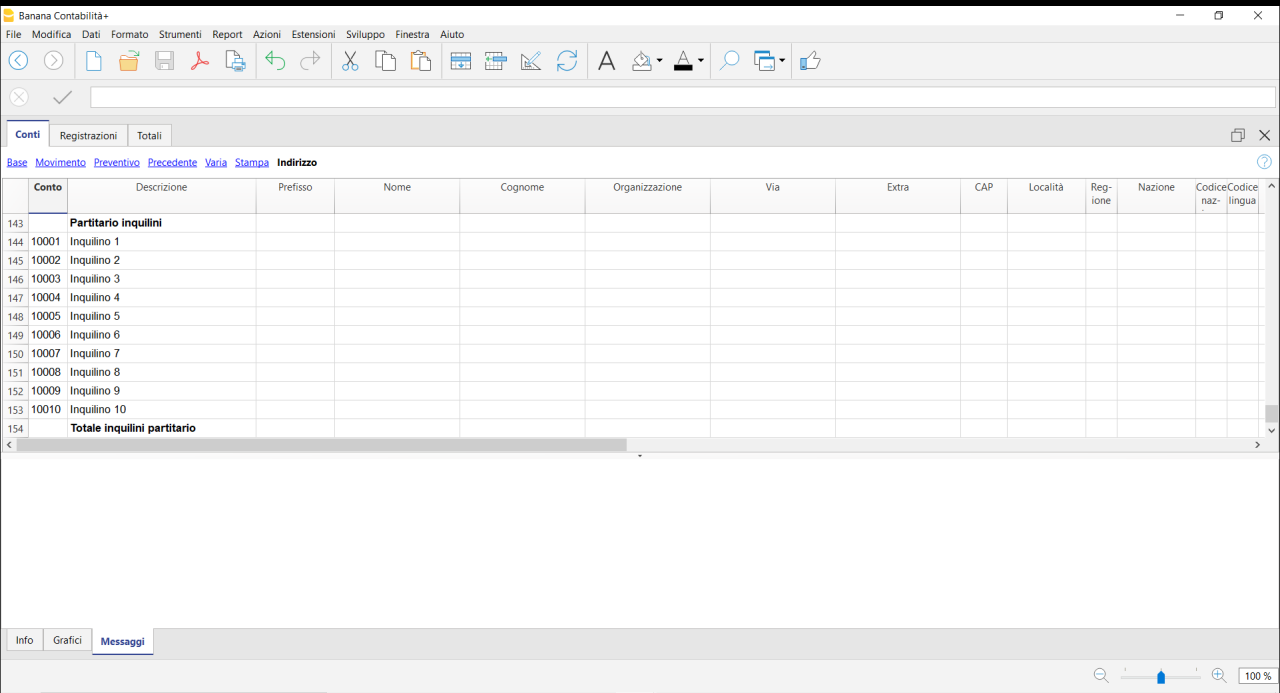 Banana Contabilità+
File Modifica Dati Formato Strumenti Report Azioni Estensioni Sviluppo Finestra Aiuto
Conti Registrazioni Totali
Base Movimento Preventivo Precedente Varia Stampa Indirizzo
Conto Descrizione Prefisso Nome Cognome Organizzazione Via Extra CAP Località Reg- Nazione Codice Codice
ione naz- lingua
143 Partitario inquilini
144 10001 Inquilino 1
145 10002 Inquilino 2
146 10003 Inquilino 3
147 10004 Inquilino 4
148 10005 Inquilino 5
149 10006 Inquilino 6
150 10007 Inquilino 7
151 10008 Inquilino 8
152 10009 Inquilino 9
153 10010 Inquilino 10
154 Totale inquilini partitario
Info Grafici Messaggi
100 %